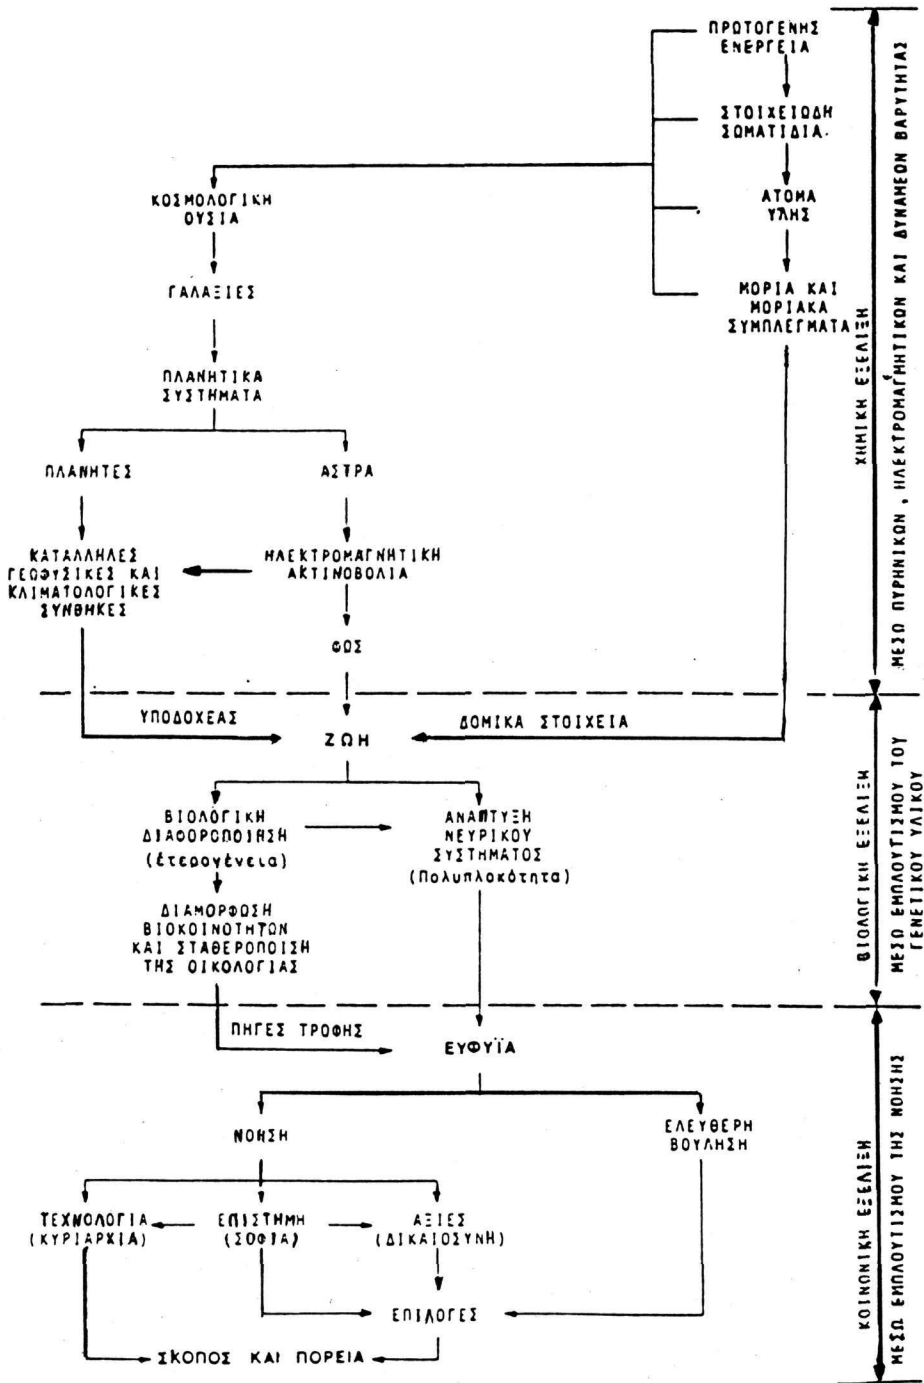 ΠΡΩΤΟΓΕΝΗΣ
ΕΝΕΡΓΕΙΑ
ΣΤΟΙΧΕΙΩΔΗ
ΣΩΜΑΤΙΔΙΑ.
ΚΟΣΜΟΛΟΓΙΚΗ
ΟΥΣΙΑ
ΑΤΟΜΑ
ΥΛΗΣ
ΓΑΛΑΞΙΕΣ
ΜΟΡΙΑ ΚΑΙ
ΜΟΡΙΑΚΑ
ΣΥΜΠΛΕΓΜΑΤΑ
ΠΛΑΝΗΤΙΚΑ
ΣΥΣΤΗΜΑΤΑ
ΠΛΑΝΗΤΕΣ
ΑΣΤΡΑ
ΚΑΤΑΛΛΗΛΕΣ
ΓΕΩΦΥΣΙΚΕΣ ΚΑΙ
ΚΛΙΜΑΤΟΛΟΓΙΚΕΣ
ΣΥΝΘΗΚΕΣ
ΗΛΕΚΤΡΟΜΑΓΝΗΤΙΚΗ
ΑΚΤΙΝΟΒΟΛΙΑ
ΦΩΣ
ΧΗΜΙΚΗ ΕΞΕΛΙΞΗ
ΜΕΣΩ ΠΥΡΗΝΙΚΩΝ, ΗΛΕΚΤΡΟΜΑΓΜΗΤΙΚΩΝ ΚΑΙ ΔΥΝΑΜΕΩΝ ΒΑΡΥΤΗΤΑΣ
ΥΠΟΔΟΧΕΑΣ
ΔΟΜΙΚΑ ΣΤΟΙΧΕΙΑ
ΖΩΗ
ΒΙΟΛΟΓΙΚΗ
ΔΙΑΦΟΡΟΠΟΙΗΣΗ
(ἑτερογένεια)
ΑΝΑΠΤΥΞΗ
ΝΕΥΡΙΚΟΥ
ΣΥΣΤΗΜΑΤΟΣ
(Πολυπλοκότητα)
ΔΙΑΜΟΡΦΩΣΗ
ΒΙΟΚΟΙΝΟΤΗΤΩΝ
ΚΑΙ ΣΤΑΘΕΡΟΠΟΙΣΗ
ΤΗΣ ΟΙΚΟΛΟΓΙΑΣ
ΒΙΟΛΟΓΙΚΗ ΕΞΕΛΙΞΗ
ΜΕΣΩ ΕΜΠΛΟΥΤΙΣΜΟΥ ΤΟΥ
ΓΕΝΕΤΙΚΟΥ ΥΛΙΚΟΥ
ΠΗΓΕΣ ΤΡΟΦΗΣ
ΕΥΦΥΪΑ
ΝΟΗΣΗ
ΕΛΕΥΘΕΡΗ
ΒΟΥΛΗΣΗ
ΤΕΧΝΟΛΟΓΙΑ
(ΚΥΡΙΑΡΧΙΑ)
ΕΠΙΣΤΗΜΗ
(ΣΟΦΙΑ)
ΑΞΙΕΣ
(ΔΙΚΑΙΟΣΥΝΗ)
ΕΠΙΛΟΓΕΣ
ΣΚΟΠΟΣ ΚΑΙ ΠΟΡΕΙΑ
ΚΟΙΝΩΝΙΚΗ ΕΞΕΛΙΞΗ
ΜΕΣΩ ΕΜΠΛΟΥΤΙΣΜΟΥ ΤΗΣ ΝΟΗΣΗΣ